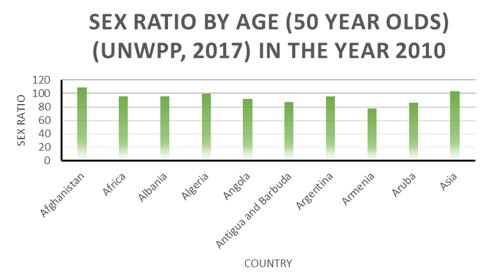 SEX RATIO BY AGE (50 YEAR OLDS)
(UNWPP, 2017) IN THE YEAR 2010
SEX RATIO
120
100
80
60
40
20
0
Afghanistan
Africa
Albania
Algeria
Angola
Antigua and Barbuda
Argentina
Armenia
Aruba
Asia
COUNTRY